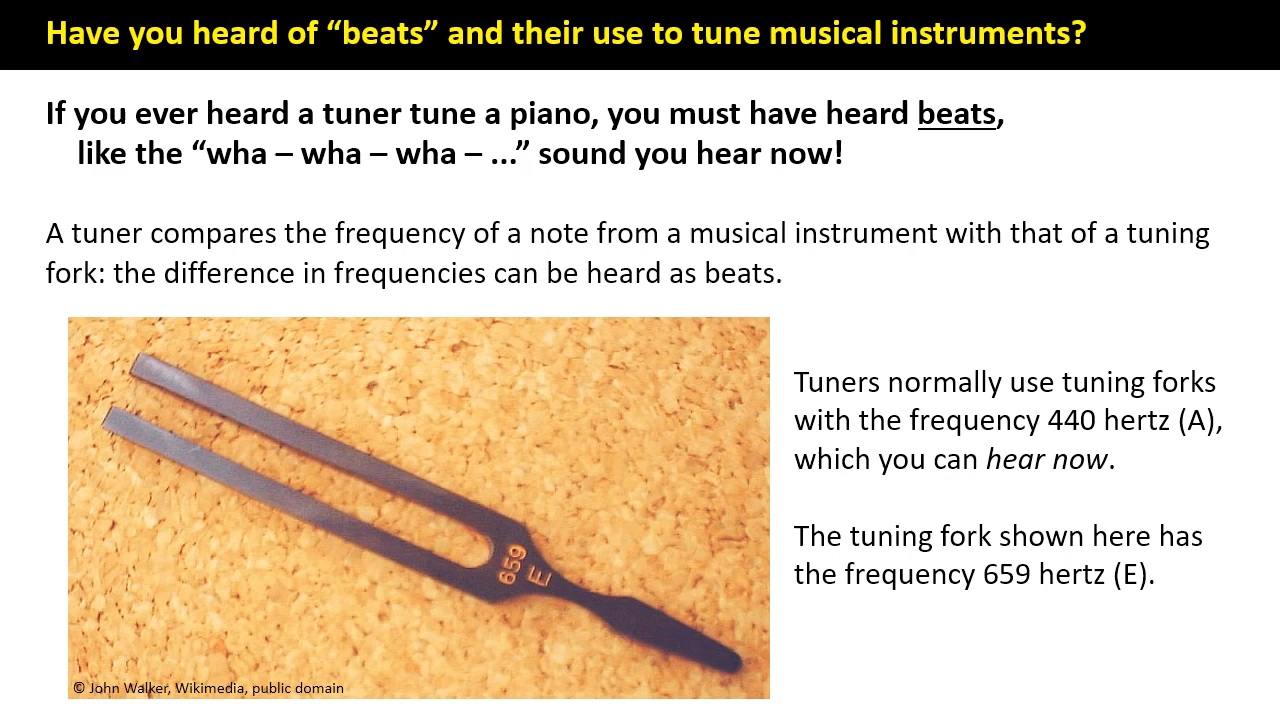 Have you heard of “beats” and their use to tune musical instruments?
If you ever heard a tuner tune a piano, you must have heard beats,
like the “wha – wha – wha – ...” sound you hear now!
A tuner compares the frequency of a note from a musical instrument with that of a tuning
fork: the difference in frequencies can be heard as beats.
659
E
© John Walker, Wikimedia, public domain
Tuners normally use tuning forks
with the frequency 440 hertz (A),
which you can hear now.
The tuning fork shown here has
the frequency 659 hertz (E).